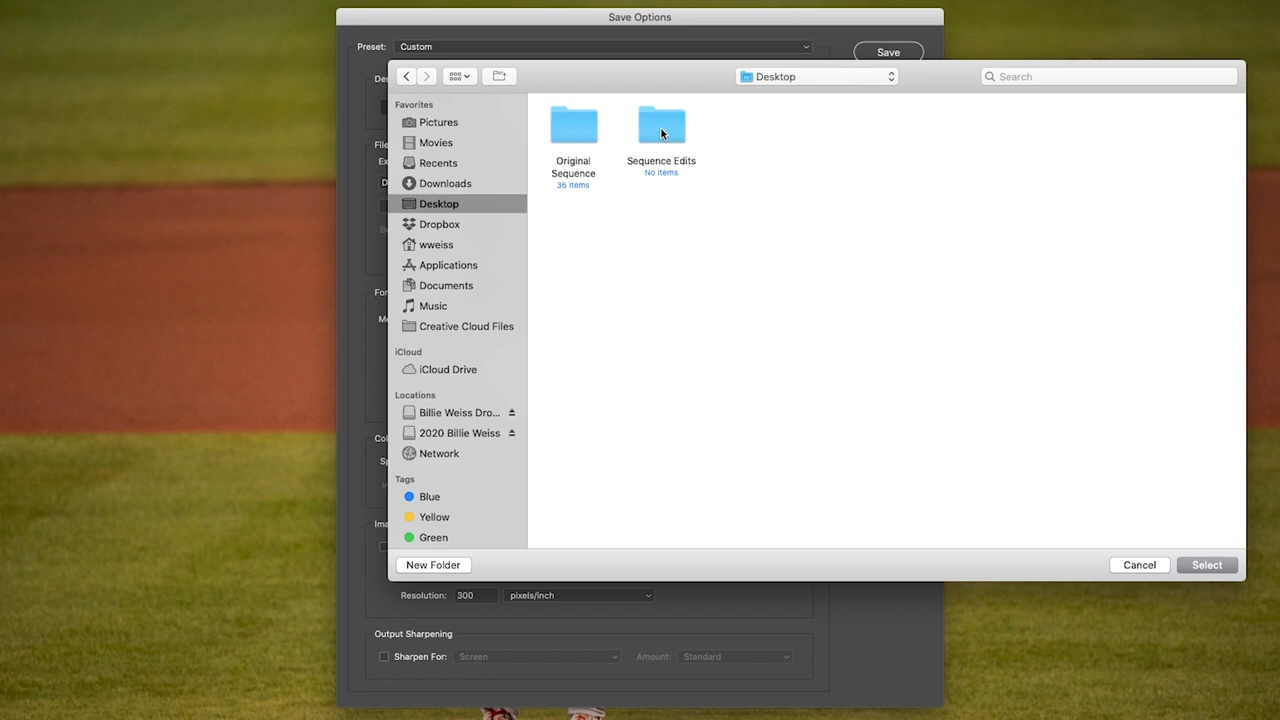 Save Options
Preset: Custom
Save
Desktop
Search
Favorites
Pictures
Movies
Recents
Downloads
Desktop
Dropbox
wweiss
Applications
Documents
Music
Creative Cloud Files
iCloud
iCloud Drive
Locations
Billie Weiss Dro...
2020 Billie Weiss
Network
Tags
Blue
Yellow
Green
Original
Sequence
36 items
Sequence Edits
No items
New Folder
Cancel
Select
Resolution: 300 pixels/inch
Output Sharpening
Sharpen For: Screen Amount: Standard